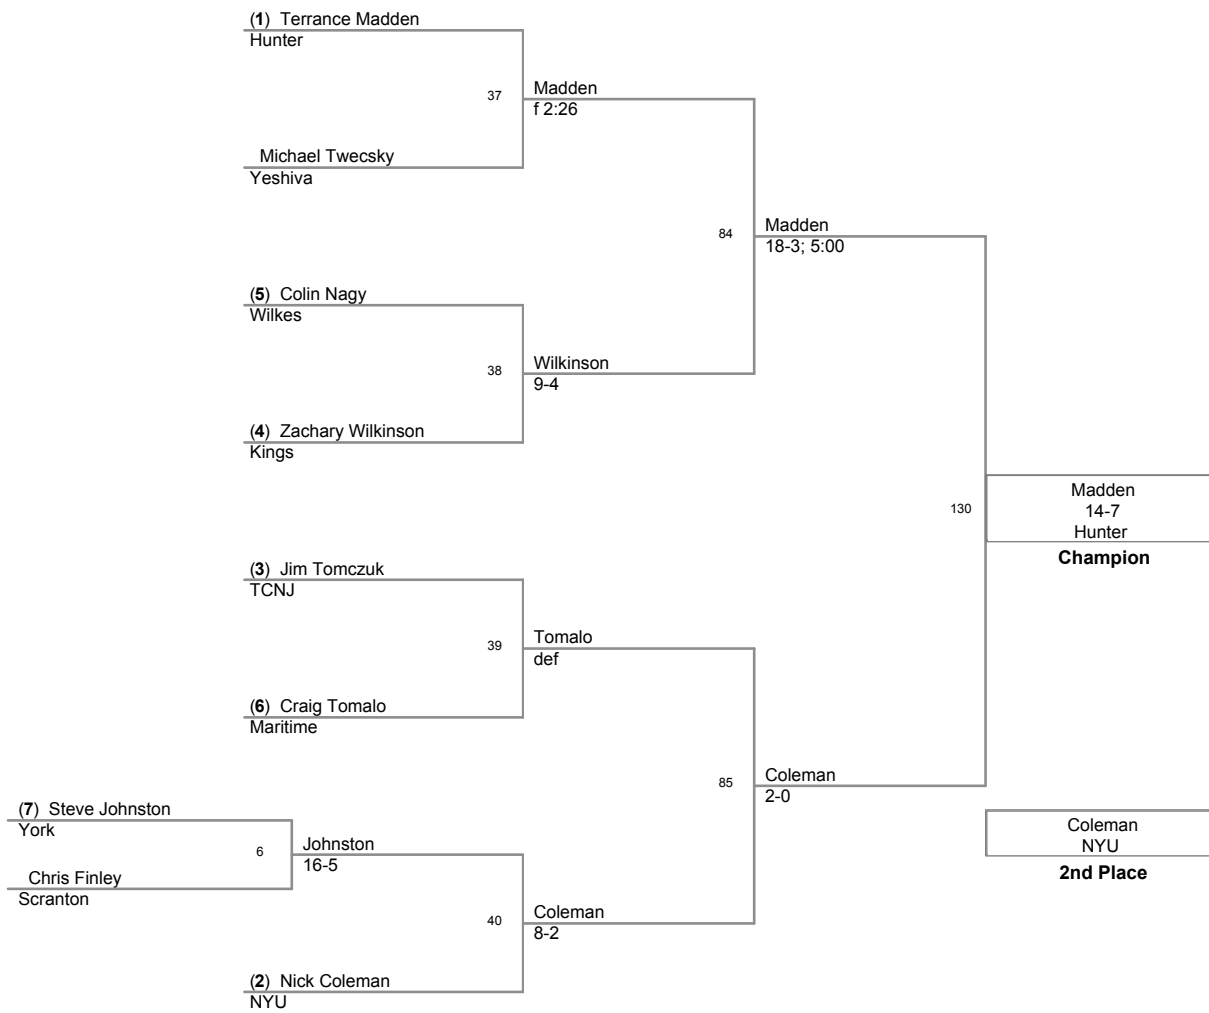 (1) Terrance Madden
Hunter
37
Madden
f 2:26
Michael Twecsky
Yeshiva
84
Madden
18-3; 5:00
(5) Colin Nagy
Wilkes
38
Wilkinson
9-4
(4) Zachary Wilkinson
Kings
130
Madden
14-7
Hunter
Champion
(3) Jim Tomczuk
TCNJ
39
Tomalo
def
(6) Craig Tomalo
Maritime
85
Coleman
2-0
(7) Steve Johnston
York
6
Johnston
16-5
Chris Finley
Scranton
40
Coleman
8-2
(2) Nick Coleman
NYU
Coleman
NYU
2nd Place